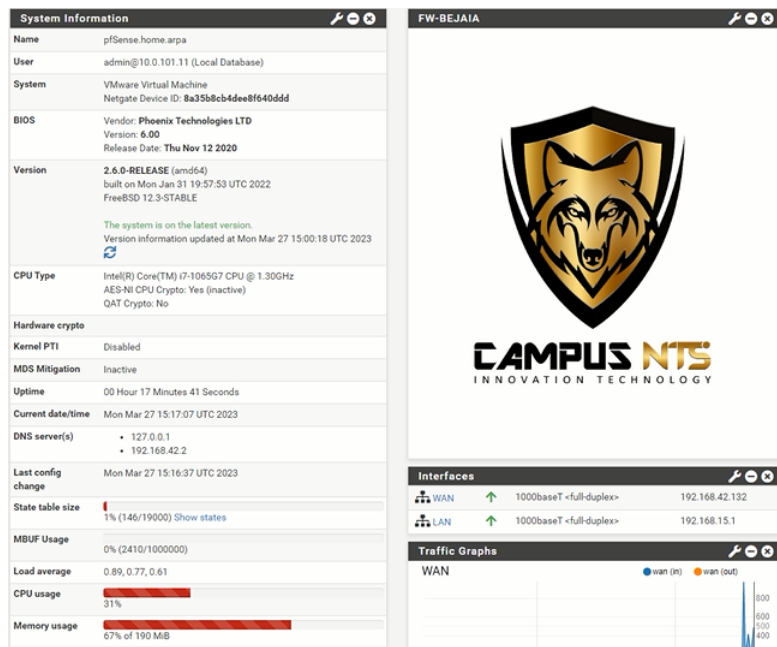 System Information
Name pfSense.home.arpa
User admin@10.0.101.11 (Local Database)
System VMware Virtual Machine
Netgate Device ID: 8a35b8cb4dee8f640ddd
BIOS Vendor: Phoenix Technologies LTD
Version: 6.00
Release Date: Thu Nov 12 2020
Version 2.6.0-RELEASE (amd64)
built on Mon Jan 31 19:57:53 UTC 2022
FreeBSD 12.3-STABLE
The system is on the latest version.
Version information updated at Mon Mar 27 15:00:18 UTC 2023
CPU Type Intel(R) Core(TM) i7-1065G7 CPU @ 1.30GHz
AES-NI CPU Crypto: Yes (inactive)
QAT Crypto: No
Hardware crypto
Kernel PTI Disabled
MDS Mitigation Inactive
Uptime 00 Hour 17 Minutes 41 Seconds
Current date/time Mon Mar 27 15:17:07 UTC 2023
DNS server(s) • 127.0.0.1
• 192.168.42.2
Last config change Mon Mar 27 15:16:37 UTC 2023
State table size
1% (146/19000) Show states
MBUF Usage
0% (2410/1000000)
Load average 0.89, 0.77, 0.61
CPU usage
31%
Memory usage
67% of 190 MiB
FW-BEJAIA
CAMPUS NTS
INNOVATION TECHNOLOGY
Interfaces
WAN 1000baseT <full-duplex> 192.168.42.132
LAN 1000baseT <full-duplex> 192.168.15.1
Traffic Graphs
WAN wan (in) wan (out)
800
600
500
400